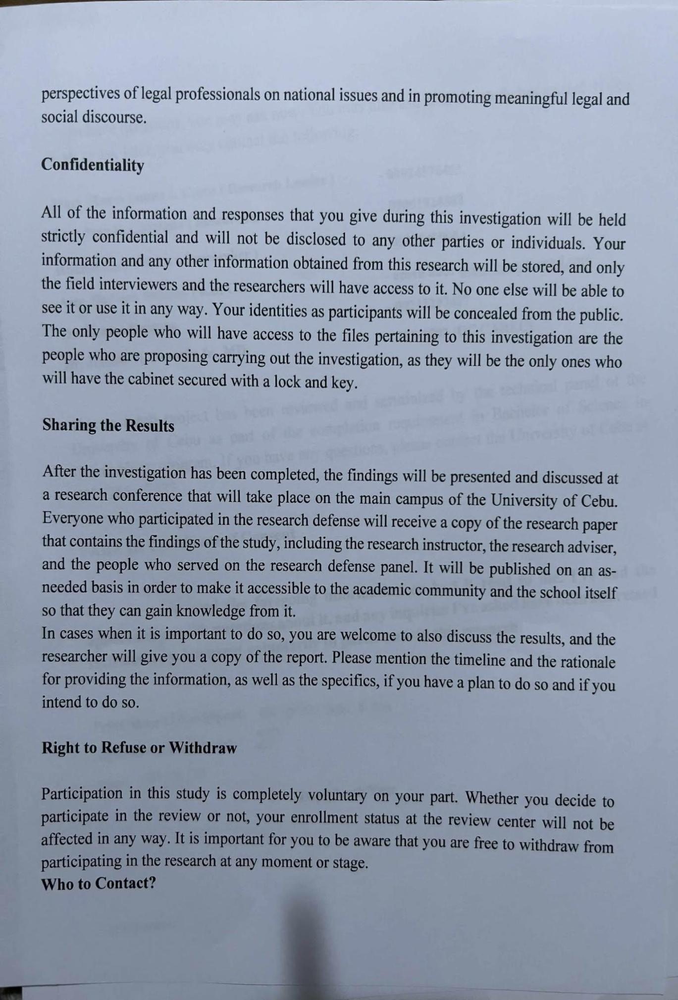 perspectives of legal professionals on national issues and in promoting meaningful legal and
social discourse.
Confidentiality
All of the information and responses that you give during this investigation will be held
strictly confidential and will not be disclosed to any other parties or individuals. Your
information and any other information obtained from this research will be stored, and only
the field interviewers and the researchers will have access to it. No one else will be able to
see it or use it in any way. Your identities as participants will be concealed from the public.
The only people who will have access to the files pertaining to this investigation are the
people who are proposing carrying out the investigation, as they will be the only ones who
will have the cabinet secured with a lock and key.
Sharing the Results
After the investigation has been completed, the findings will be presented and discussed at
a research conference that will take place on the main campus of the University of Cebu.
Everyone who participated in the research defense will receive a copy of the research paper
that contains the findings of the study, including the research instructor, the research adviser,
and the people who served on the research defense panel. It will be published on an as-
needed basis in order to make it accessible to the academic community and the school itself
so that they can gain knowledge from it.
In cases when it is important to do so, you are welcome to also discuss the results, and the
researcher will give you a copy of the report. Please mention the timeline and the rationale
for providing the information, as well as the specifics, if you have a plan to do so and if you
intend to do so.
Right to Refuse or Withdraw
Participation in this study is completely voluntary on your part. Whether you decide to
participate in the review or not, your enrollment status at the review center will not be
affected in any way. It is important for you to be aware that you are free to withdraw from
participating in the research at any moment or stage.
Who to Contact?